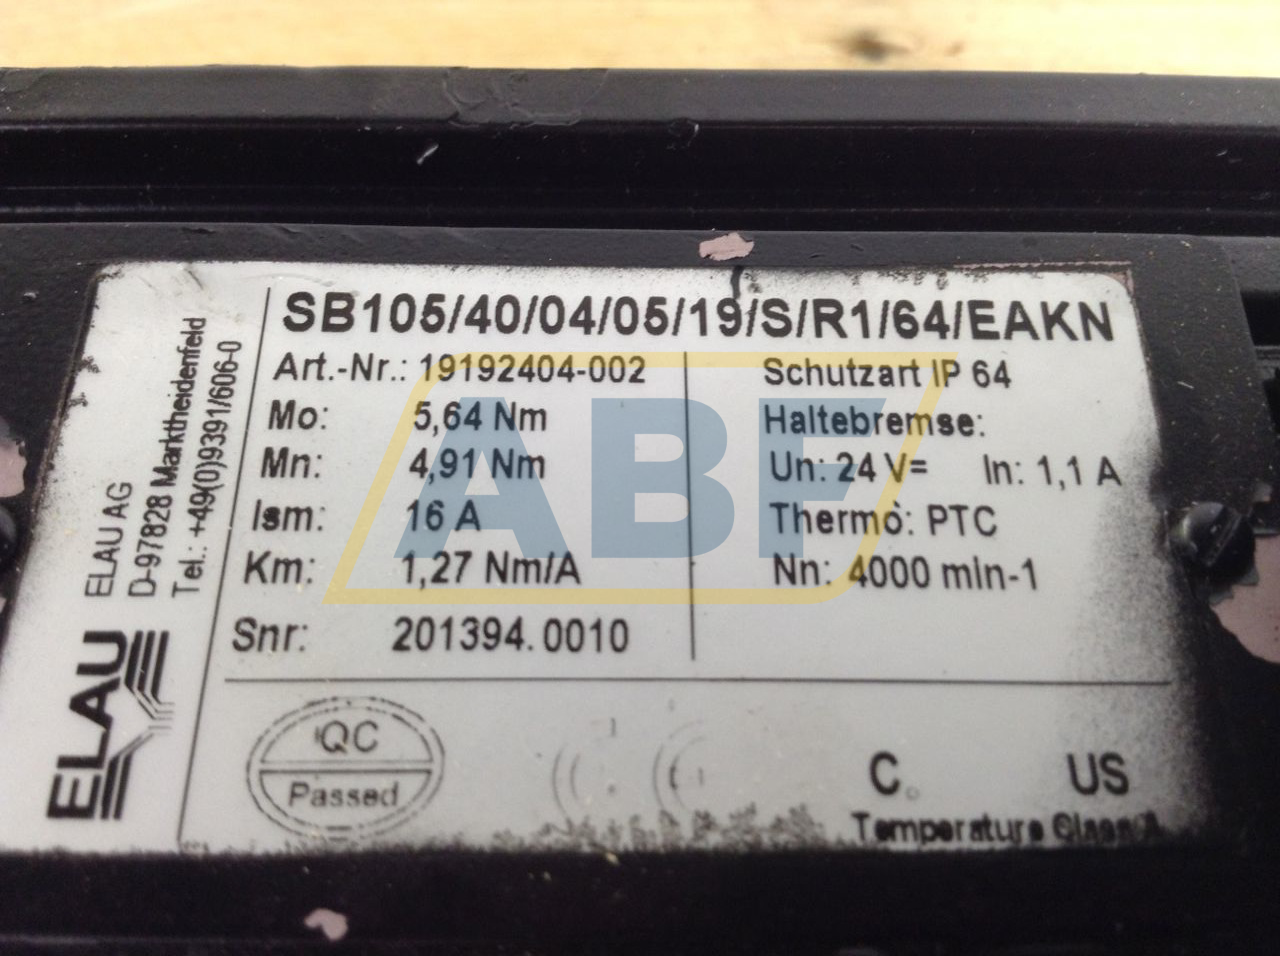 SB105/40/04/05/19/S/R1/64/EAKN
Art.-Nr.: 19192404-002
Mo: 5,64 Nm
Mn: 4,91 Nm
Ism: 16 A
Km: 1,27 Nm/A
Snr: 201394.0010
Schutzart IP 64
Haltebremse:
Un: 24 V= In: 1,1 A
Thermo: PTC
Nn: 4000 min-1
ELAU AG
D-97828 Marktheidenfeld
Tel.: +49(0)9391/606-0
ELAU
QC
Passed
C US
Temperature Class
ABF